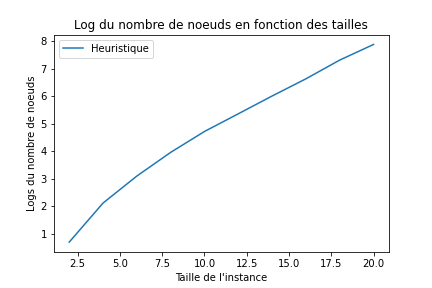 Log du nombre de noeuds en fonction des tailles
Heuristique
8
7
6
5
4
3
2
1
Logs du nombre de noeuds
2.5 5.0 7.5 10.0 12.5 15.0 17.5 20.0
Taille de l'instance